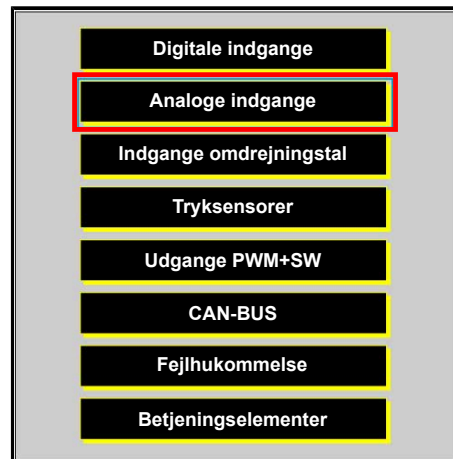 Digitale indgange
Analoge indgange
Indgange omdrejningstal
Tryksensorer
Udgange PWM+SW
CAN-BUS
Fejlhukommelse
Betjeningselementer